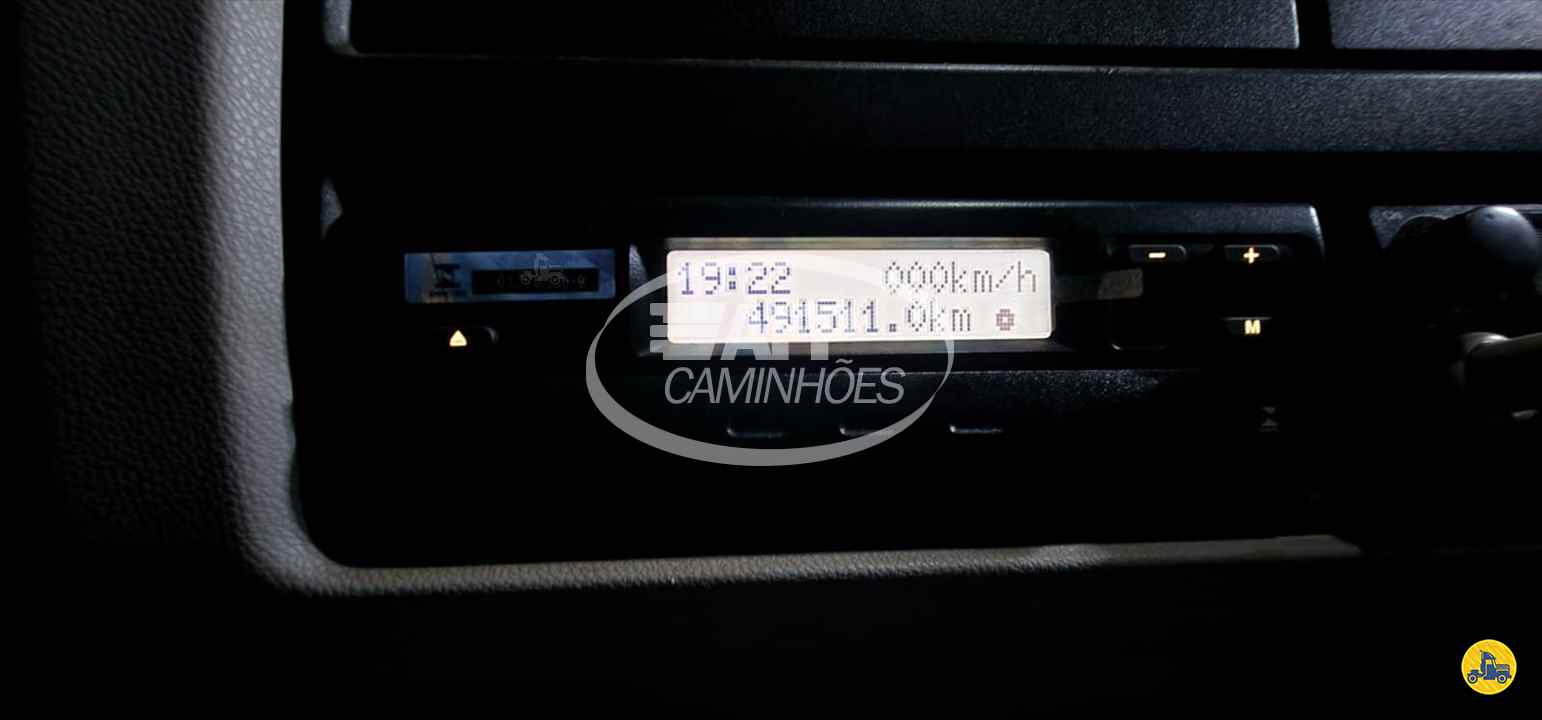 19:22 000km/h
491511.0km
CAMINHÕES
- +
M